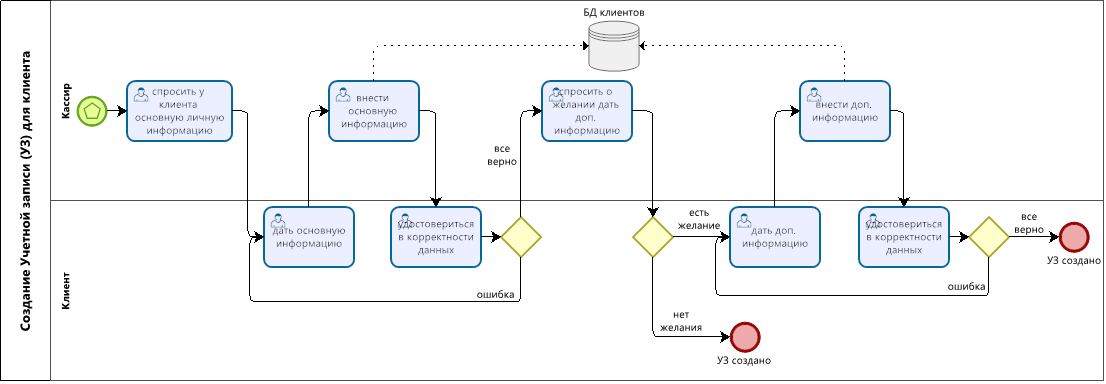 Создание Учетной записи (УЗ) для клиента
Кассир
БД клиентов
спросить у
клиента
основную личную
информацию
внести
основную
информацию
спросить о
желании дать
доп.
информацию
внести доп.
информацию
все
верно
Клиент
дать основную
информацию
удостовериться
в корректности
данных
ошибка
есть
желание
нет
желания
УЗ создано
дать доп.
информацию
удостовериться
в корректности
данных
ошибка
все
верно
УЗ создано